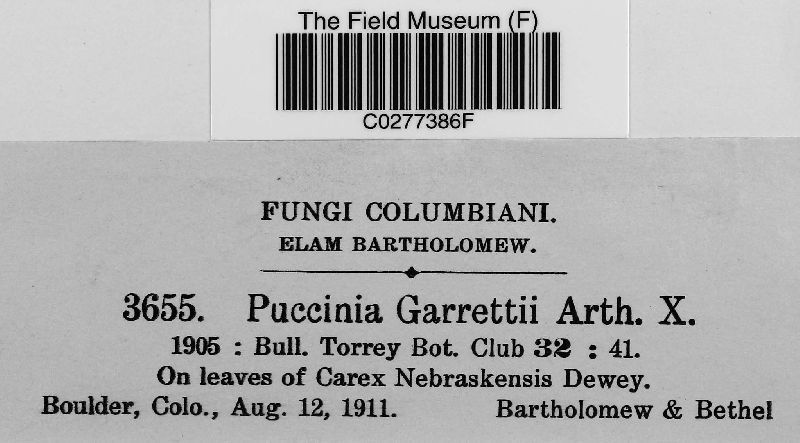 The Field Museum (F)
C0277386F
FUNGI COLUMBIANI.
ELAM BARTHOLOMEW.
3655. Puccinia Garrettii Arth. X.
1905 : Bull. Torrey Bot. Club 32 : 41.
On leaves of Carex Nebraskensis Dewey.
Boulder, Colo., Aug. 12, 1911. Bartholomew & Bethel